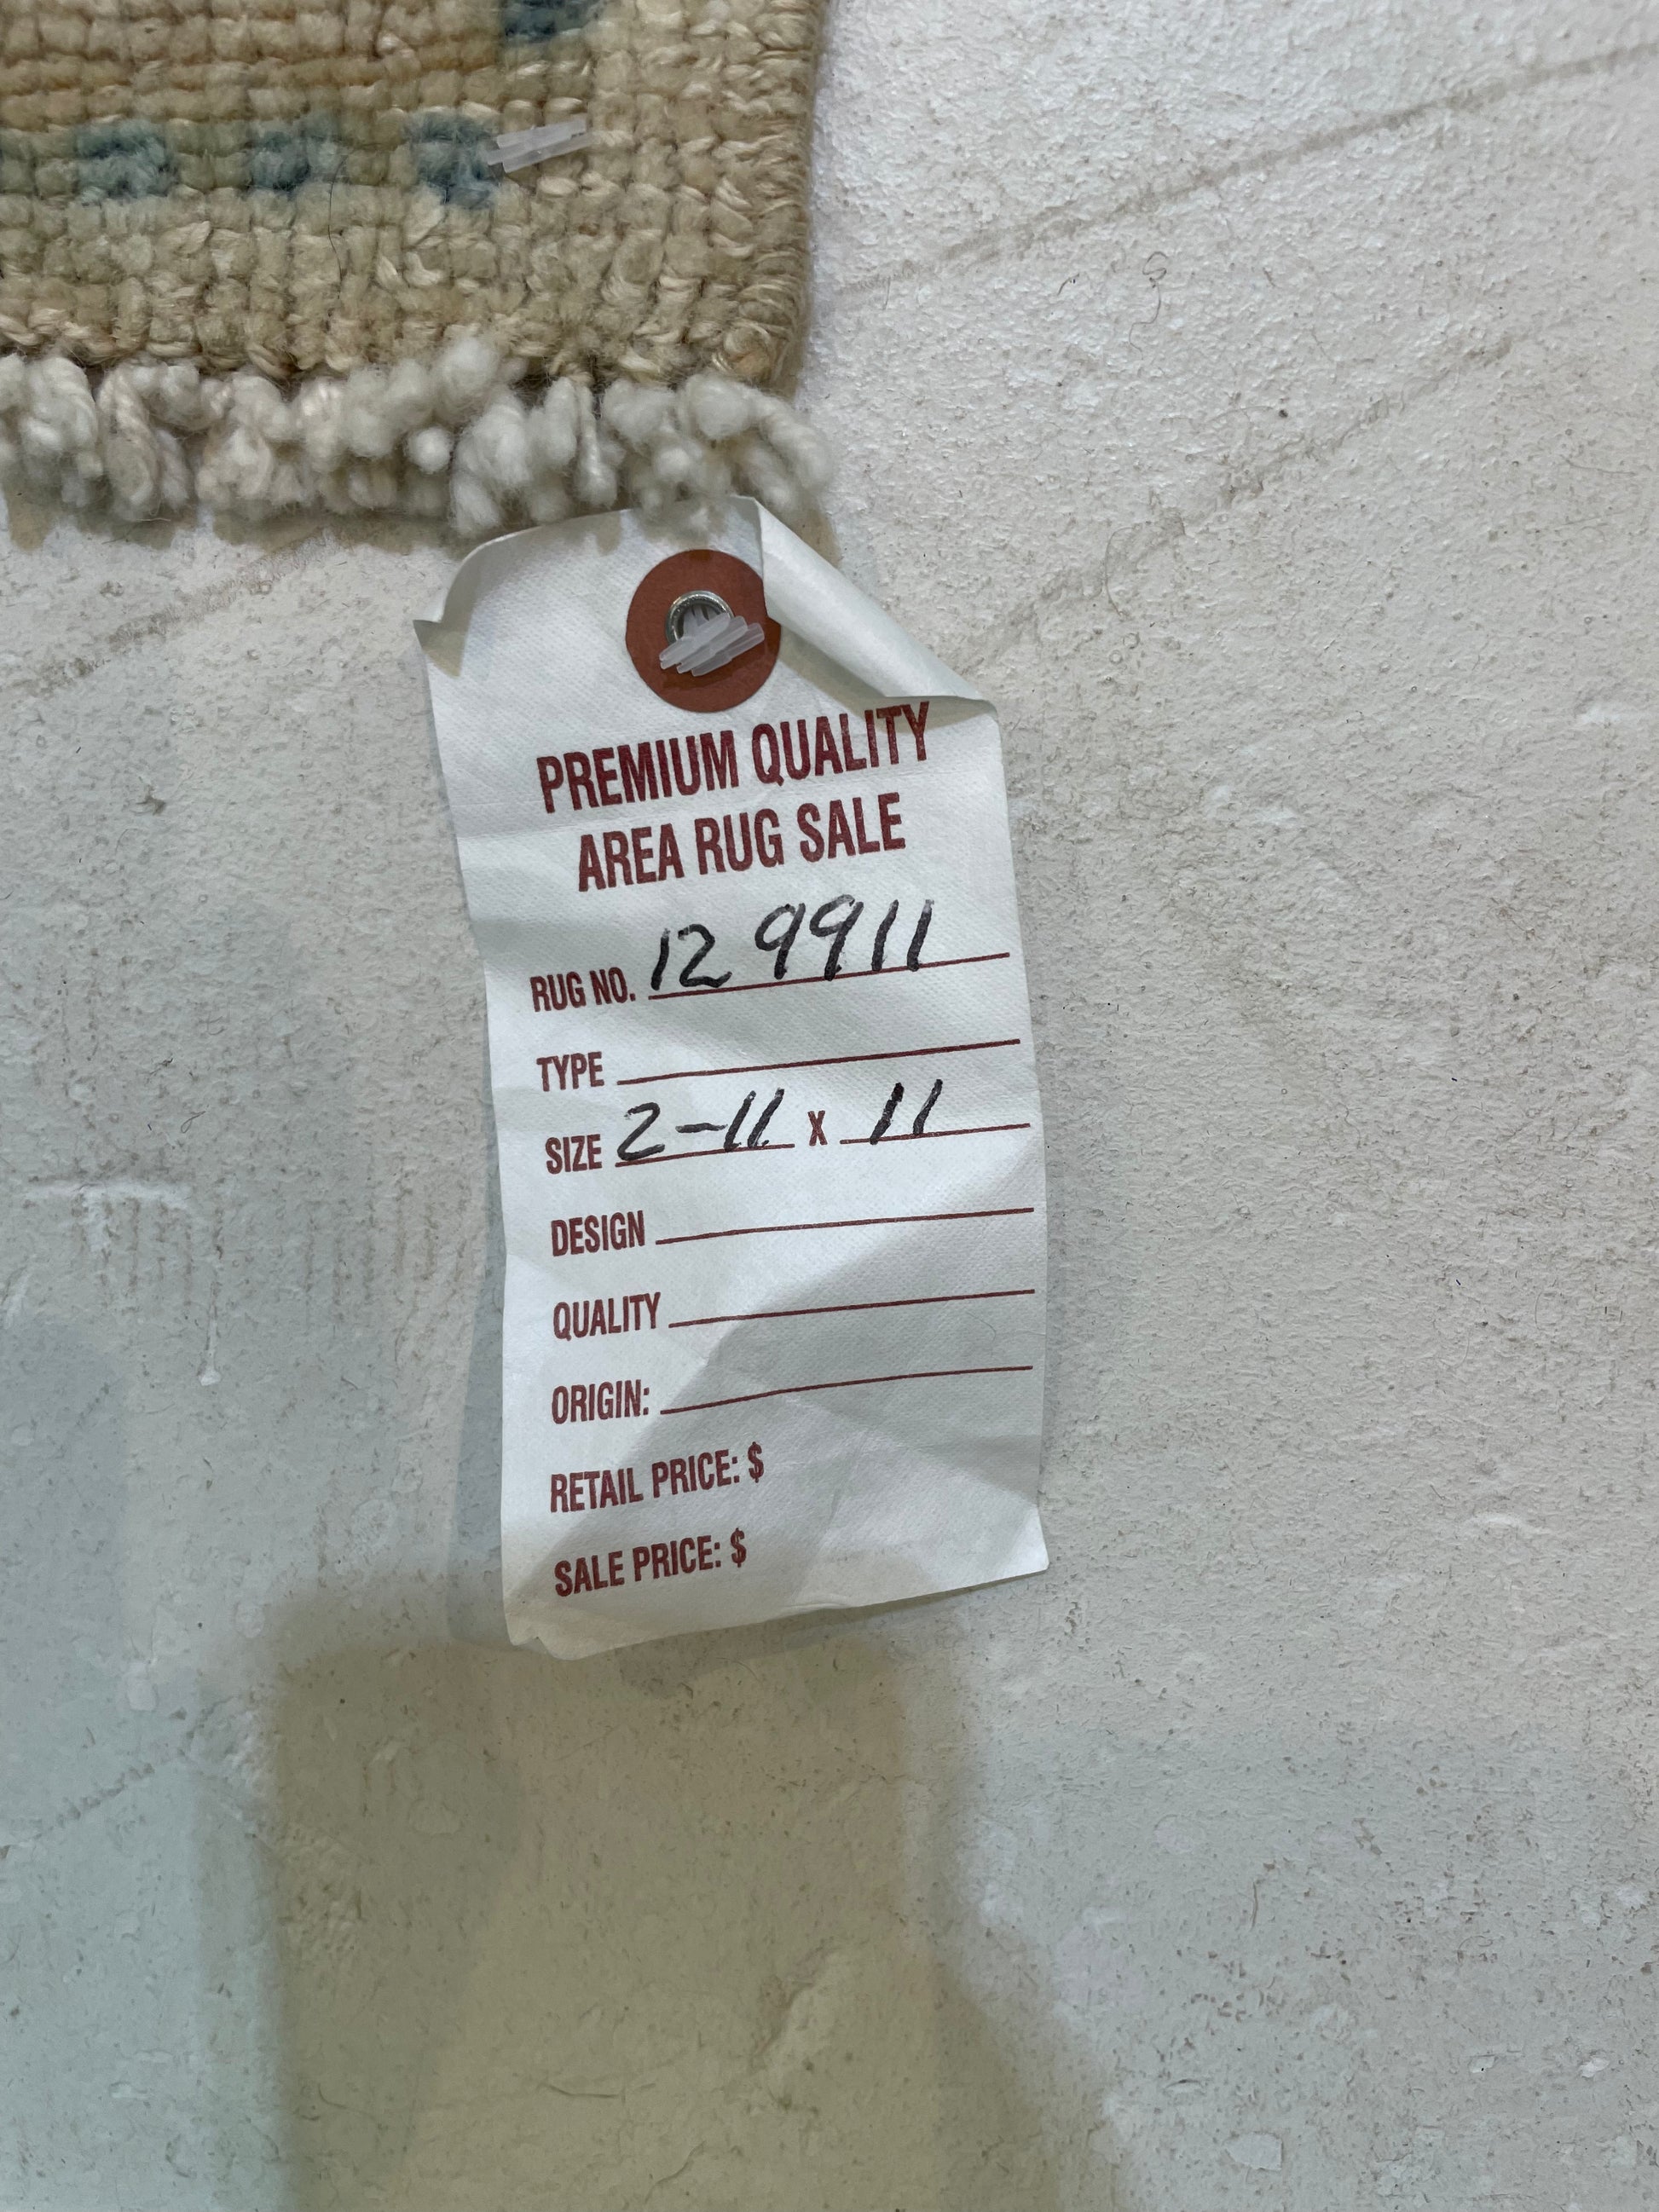 PREMIUM QUALITY
AREA RUG SALE
RUG NO. 129911
TYPE
SIZE 2-11 X 11
DESIGN
QUALITY
ORIGIN:
RETAIL PRICE: $
SALE PRICE: $